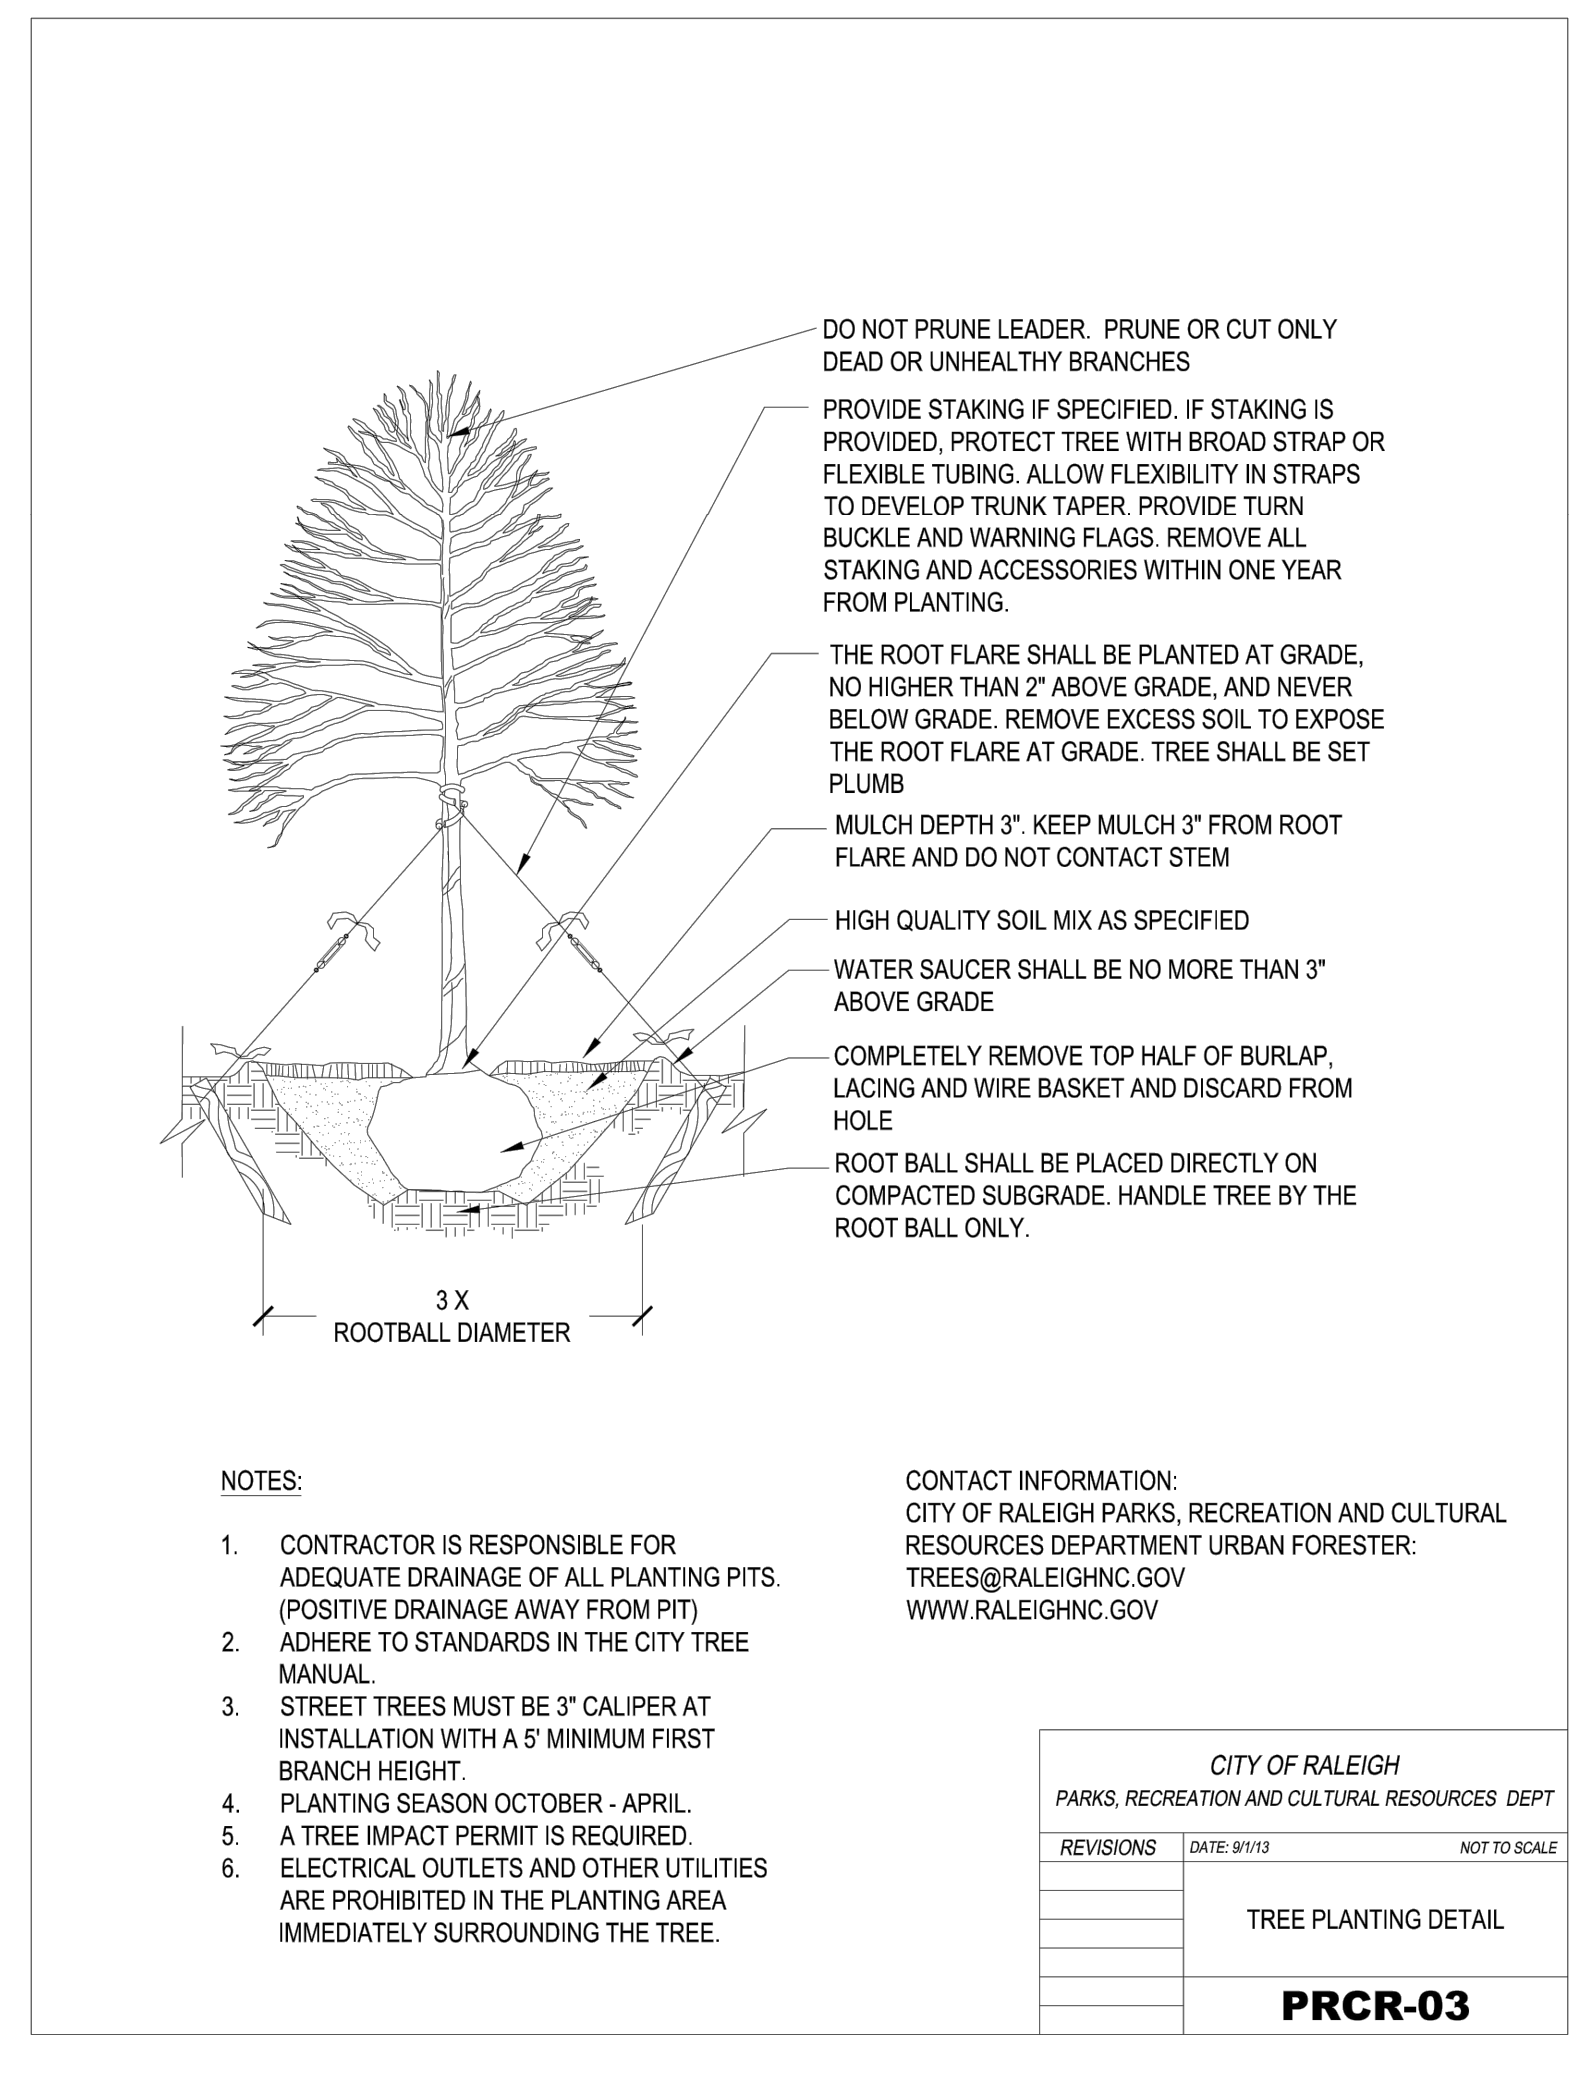 DO NOT PRUNE LEADER.  PRUNE OR CUT ONLY
DEAD OR UNHEALTHY BRANCHES
PROVIDE STAKING IF SPECIFIED. IF STAKING IS
PROVIDED, PROTECT TREE WITH BROAD STRAP OR
FLEXIBLE TUBING. ALLOW FLEXIBILITY IN STRAPS
TO DEVELOP TRUNK TAPER. PROVIDE TURN
BUCKLE AND WARNING FLAGS. REMOVE ALL
STAKING AND ACCESSORIES WITHIN ONE YEAR
FROM PLANTING.
THE ROOT FLARE SHALL BE PLANTED AT GRADE,
NO HIGHER THAN 2" ABOVE GRADE, AND NEVER
BELOW GRADE. REMOVE EXCESS SOIL TO EXPOSE
THE ROOT FLARE AT GRADE. TREE SHALL BE SET
PLUMB
MULCH DEPTH 3". KEEP MULCH 3" FROM ROOT
FLARE AND DO NOT CONTACT STEM
HIGH QUALITY SOIL MIX AS SPECIFIED
WATER SAUCER SHALL BE NO MORE THAN 3"
ABOVE GRADE
COMPLETELY REMOVE TOP HALF OF BURLAP,
LACING AND WIRE BASKET AND DISCARD FROM
HOLE
ROOT BALL SHALL BE PLACED DIRECTLY ON
COMPACTED SUBGRADE. HANDLE TREE BY THE
ROOT BALL ONLY.
3 X
ROOTBALL DIAMETER
NOTES:
1. CONTRACTOR IS RESPONSIBLE FOR
ADEQUATE DRAINAGE OF ALL PLANTING PITS.
(POSITIVE DRAINAGE AWAY FROM PIT)
2. ADHERE TO STANDARDS IN THE CITY TREE
MANUAL.
3. STREET TREES MUST BE 3" CALIPER AT
INSTALLATION WITH A 5' MINIMUM FIRST
BRANCH HEIGHT.
4. PLANTING SEASON OCTOBER - APRIL.
5. A TREE IMPACT PERMIT IS REQUIRED.
6. ELECTRICAL OUTLETS AND OTHER UTILITIES
ARE PROHIBITED IN THE PLANTING AREA
IMMEDIATELY SURROUNDING THE TREE.
CONTACT INFORMATION:
CITY OF RALEIGH PARKS, RECREATION AND CULTURAL
RESOURCES DEPARTMENT URBAN FORESTER:
TREES@RALEIGHNC.GOV
WWW.RALEIGHNC.GOV
CITY OF RALEIGH
PARKS, RECREATION AND CULTURAL RESOURCES  DEPT
REVISIONS
DATE: 9/1/13
NOT TO SCALE
TREE PLANTING DETAIL
PRCR-03